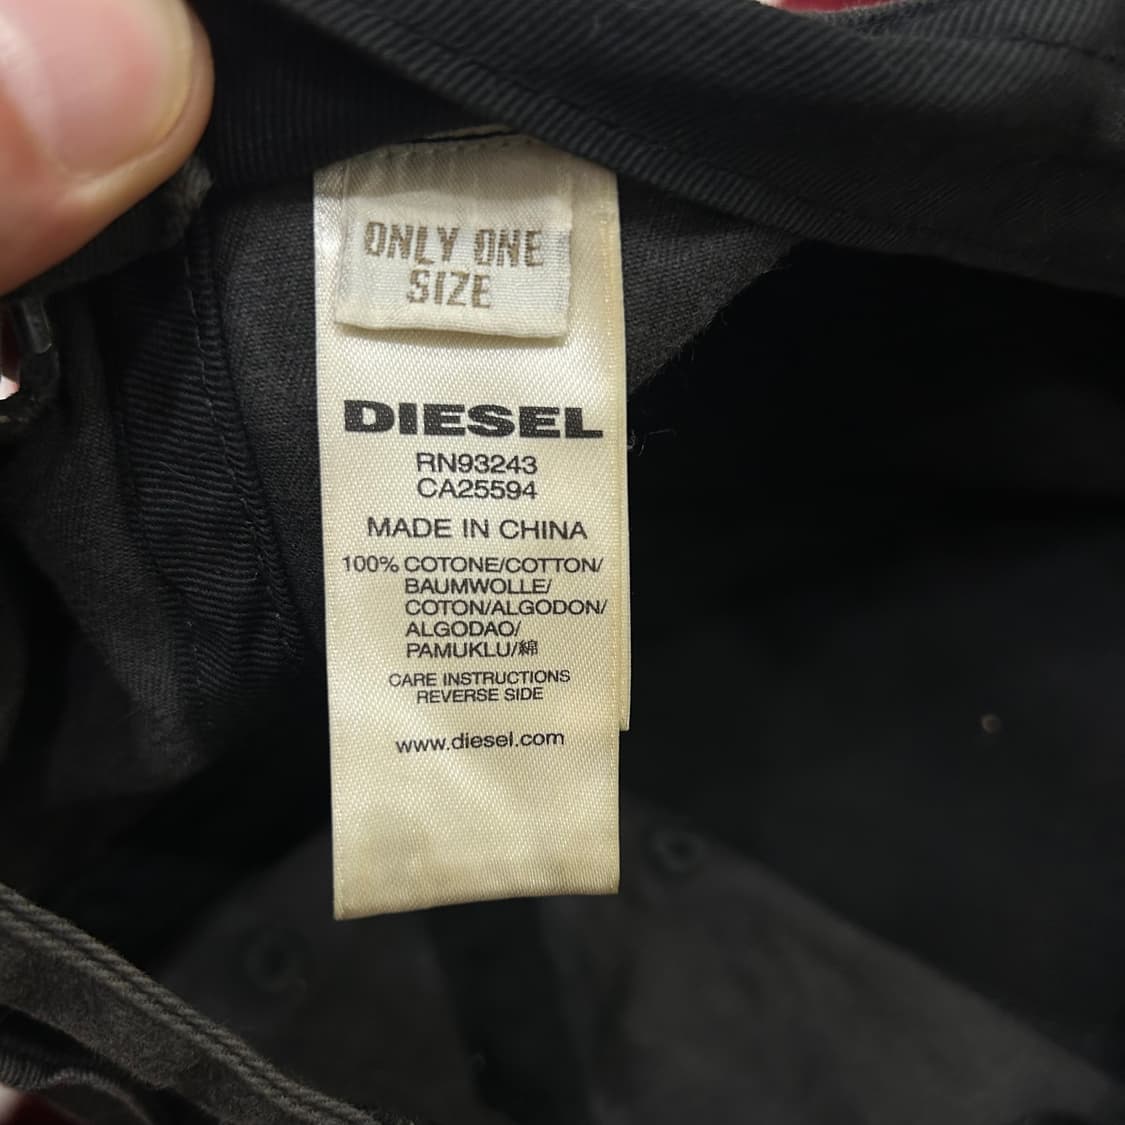 ONLY ONE
SIZE
DIESEL
RN93243
CA25594
MADE IN CHINA
100% COTONE/COTTON/
BAUMWOLLE/
COTON/ALGODON/
ALGODAO/
PAMUKLU/綿
CARE INSTRUCTIONS
REVERSE SIDE
www.diesel.com